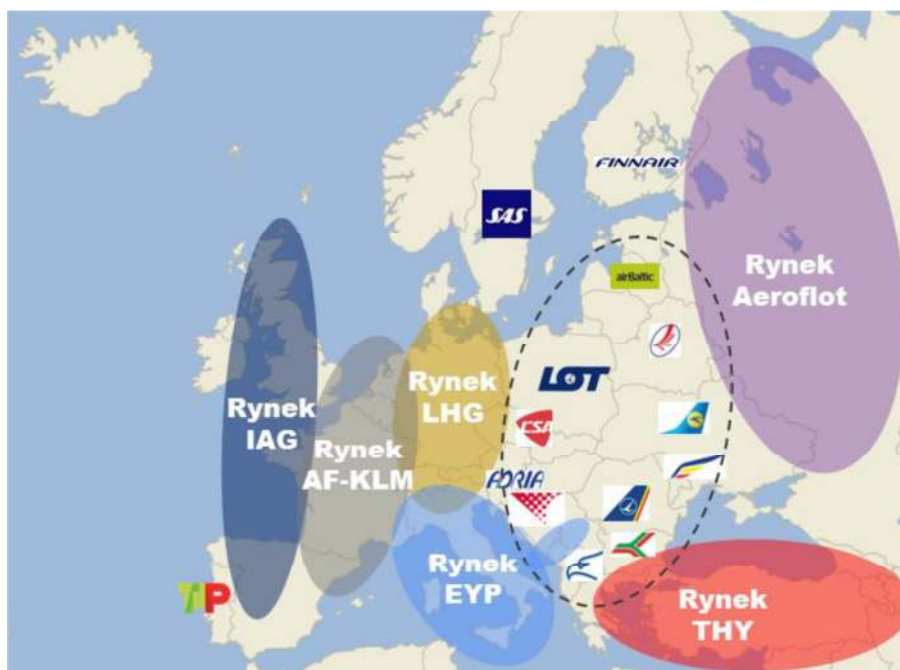 FINNAIR
SAS
Rynek
Aeroflot
airBaltic
LOT
Rynek
LHG
Rynek
IAG
CSA
Rynek
AF-KLM
ADRIA
Rynek
EYP
TP
Rynek
THY